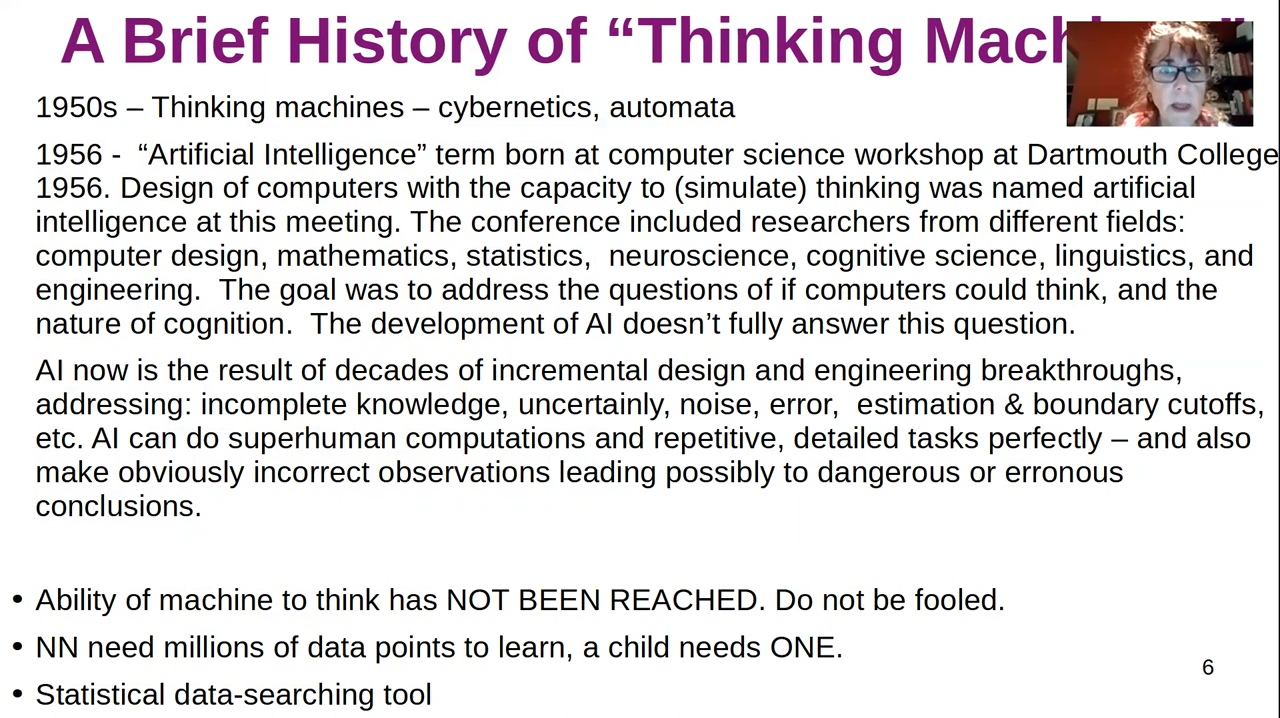 A Brief History of “Thinking Mach
1950s – Thinking machines – cybernetics, automata
1956 - “Artificial Intelligence” term born at computer science workshop at Dartmouth College
1956. Design of computers with the capacity to (simulate) thinking was named artificial
intelligence at this meeting. The conference included researchers from different fields:
computer design, mathematics, statistics, neuroscience, cognitive science, linguistics, and
engineering. The goal was to address the questions of if computers could think, and the
nature of cognition. The development of AI doesn’t fully answer this question.
AI now is the result of decades of incremental design and engineering breakthroughs,
addressing: incomplete knowledge, uncertainly, noise, error, estimation & boundary cutoffs,
etc. AI can do superhuman computations and repetitive, detailed tasks perfectly – and also
make obviously incorrect observations leading possibly to dangerous or erronous
conclusions.
• Ability of machine to think has NOT BEEN REACHED. Do not be fooled.
• NN need millions of data points to learn, a child needs ONE.
6
• Statistical data-searching tool